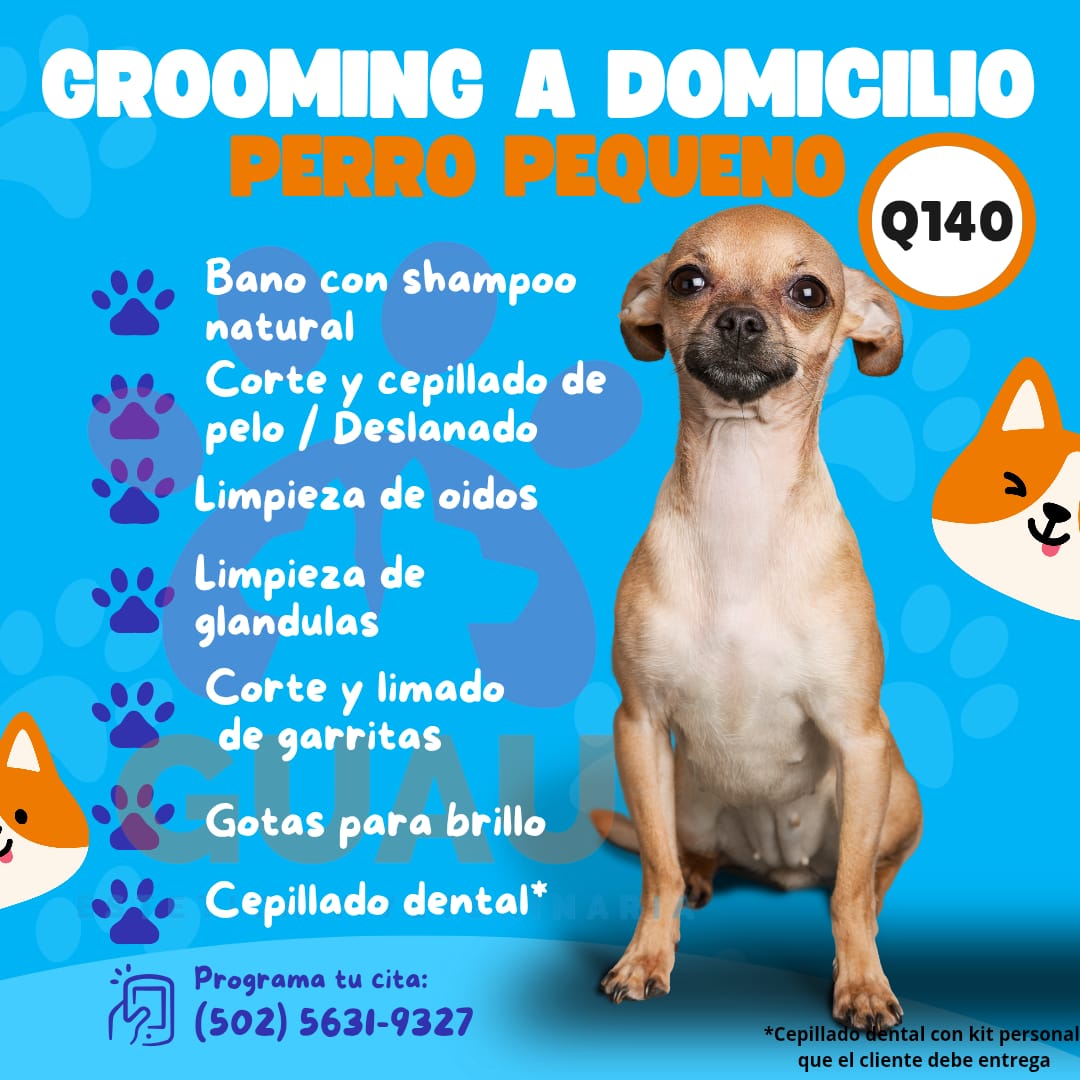 GROOMING A DOMICILIO
PERRO PEQUENO
Q140
Bano con shampoo
natural
Corte y cepillado de
pelo / Deslanado
Limpieza de oidos
Limpieza de
glandulas
Corte y limado
de garritas
GUAU
Gotas para brillo
Cepillado dental*
Programa tu cita:
(502) 5631-9327
*Cepillado dental con kit personal
que el cliente debe entrega